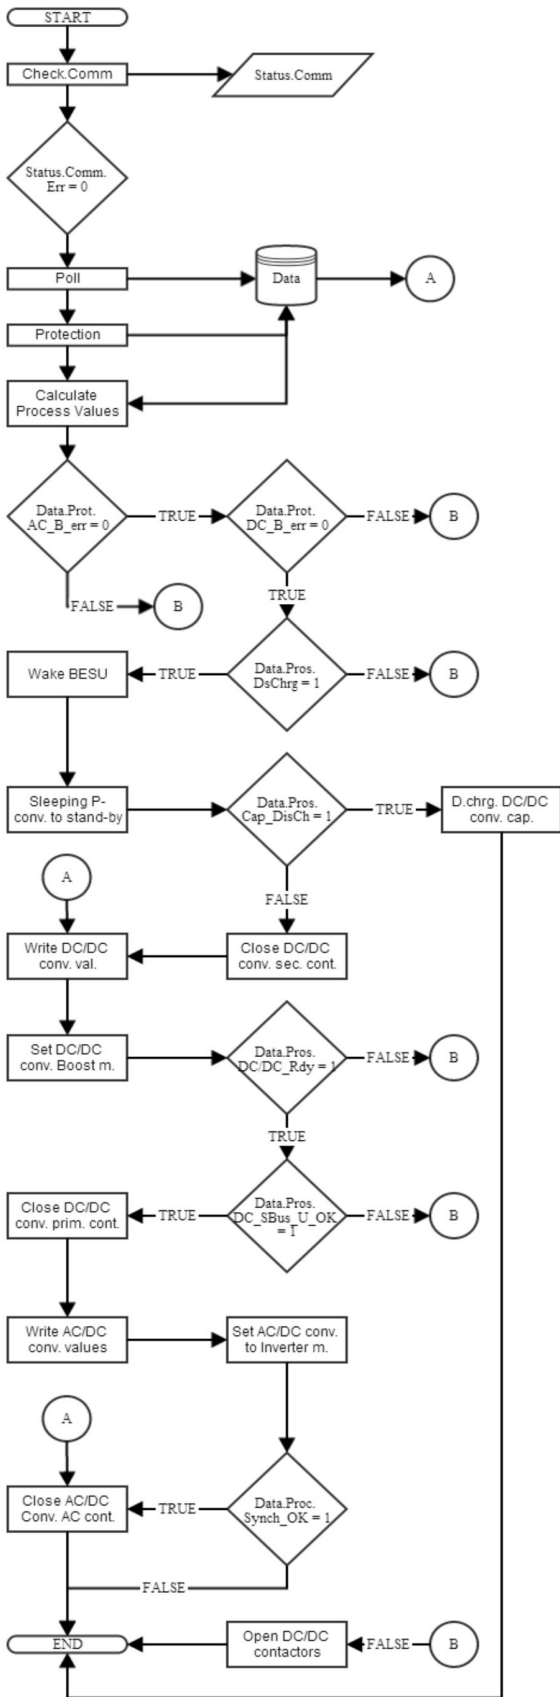 START
Check.Comm
Status.Comm
Status.Comm.
Err = 0
Poll
Data
A
Protection
Calculate
Process Values
Data.Prot.
AC_B_err = 0
TRUE
Data.Prot.
DC_B_err = 0
FALSE
B
FALSE
B
TRUE
Wake BESU
TRUE
Data.Pros.
DsChrg = 1
FALSE
B
Sleeping P-
conv. to stand-by
Data.Pros.
Cap_DisCh = 1
TRUE
D.chrg. DC/DC
conv. cap.
A
FALSE
Write DC/DC
conv. val.
Close DC/DC
conv. sec. cont.
Set DC/DC
conv. Boost m.
Data.Pros.
DC/DC_Rdy = 1
FALSE
B
TRUE
Close DC/DC
conv. prim. cont.
TRUE
Data.Pros.
DC_SBus_U_OK
= 1
FALSE
B
Write AC/DC
conv. values
Set AC/DC conv.
to Inverter m.
A
Close AC/DC
Conv. AC cont.
TRUE
Data.Proc.
Synch_OK = 1
FALSE
END
Open DC/DC
contactors
FALSE
B